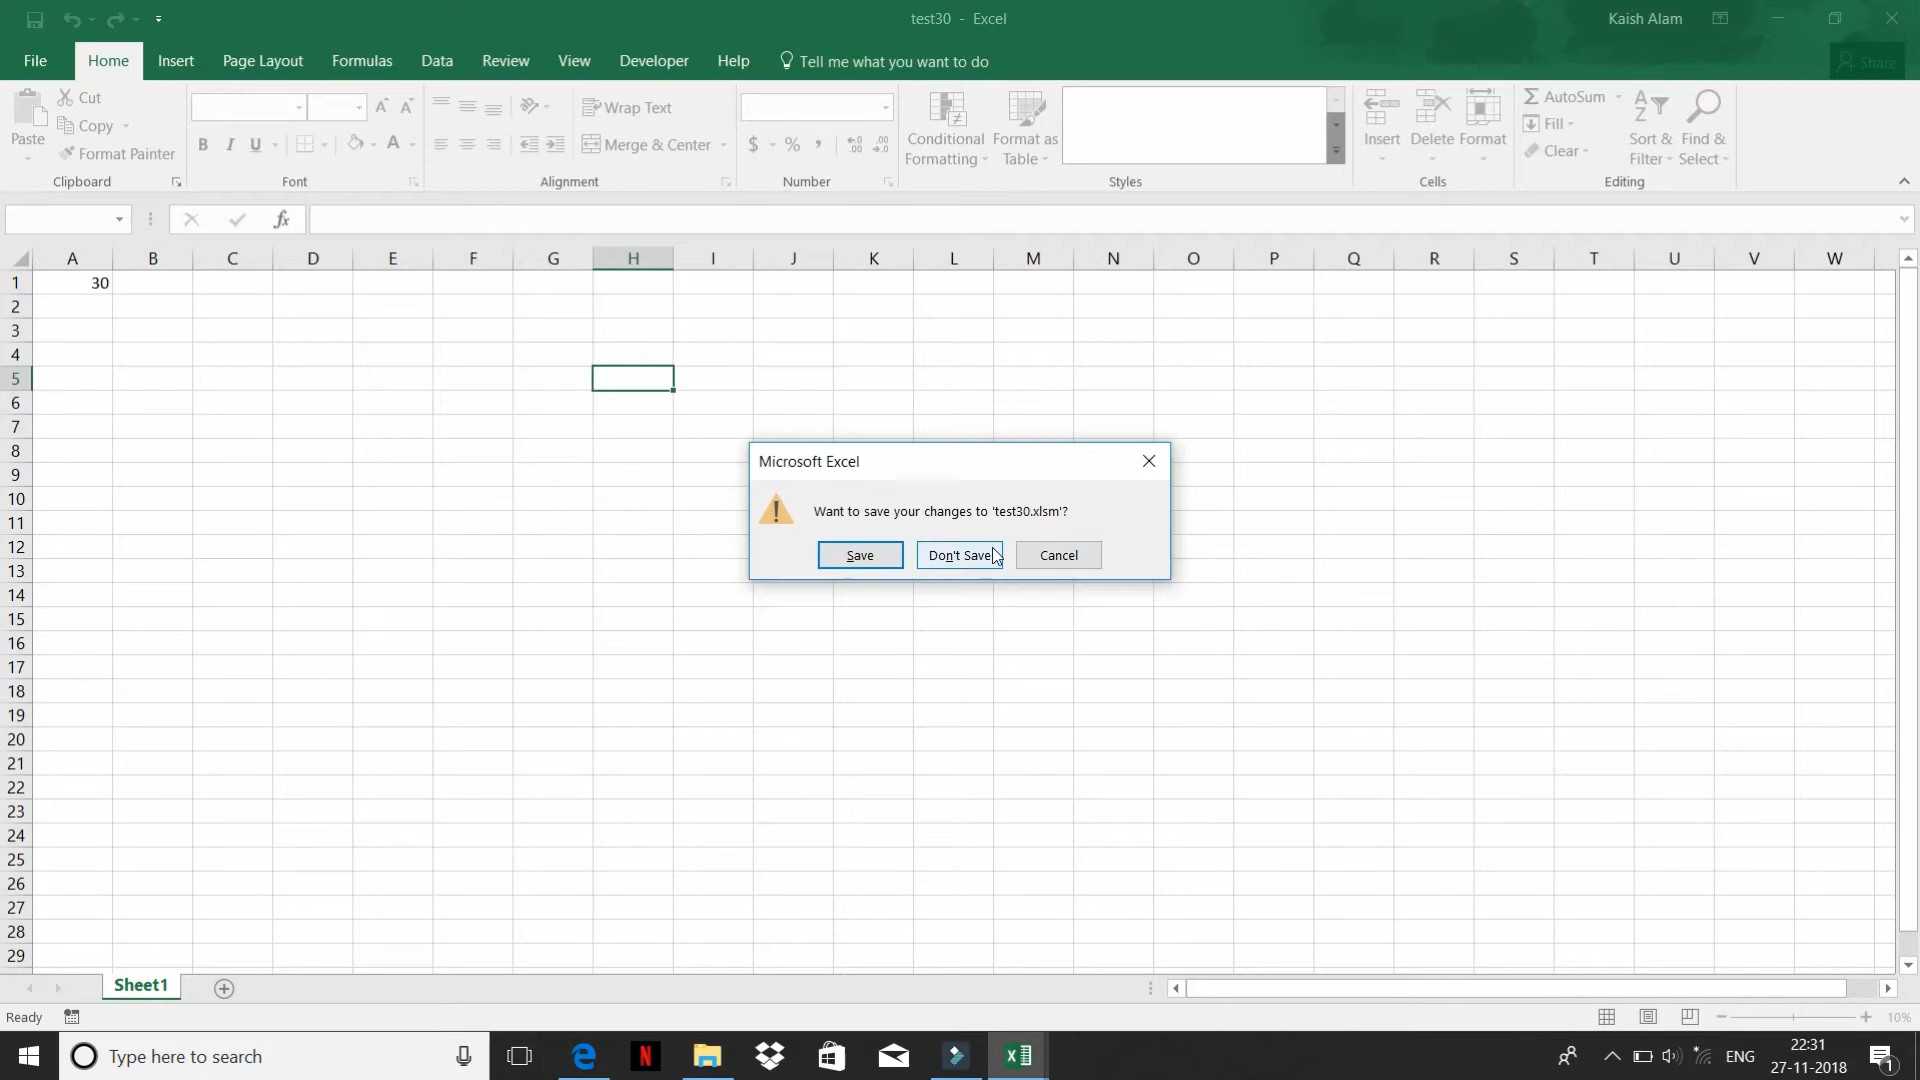 test30 - Excel
Kaish Alam
File Home Insert Page Layout Formulas Data Review View Developer Help Tell me what you want to do Share
Paste
Cut
Copy
Format Painter
Clipboard
B I U A
Font
Wrap Text
Merge & Center
Alignment
$ % ,
Number
Conditional Formatting
Format as Table
Styles
Insert Delete Format
Cells
AutoSum
Fill
Clear
Sort & Filter
Find & Select
Editing
fx
A B C D E F G H I J K L M N O P Q R S T U V W
1 30
2
3
4
5
6
7
8
9
10
11
12
13
14
15
16
17
18
19
20
21
22
23
24
25
26
27
28
29
Microsoft Excel
Want to save your changes to 'test30.xlsm'?
Save Don't Save Cancel
Sheet1
Ready
10%
Type here to search
N
ENG
22:31
27-11-2018
1